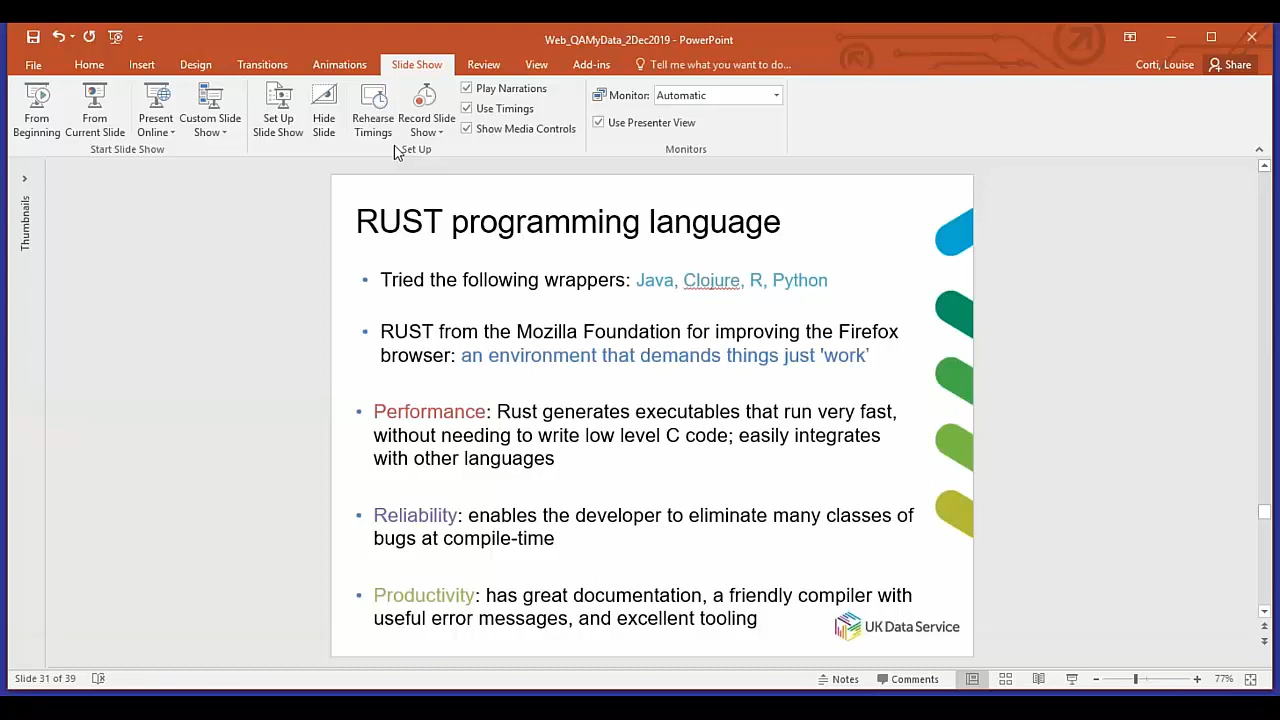 Web_QAMyData_2Dec2019 - PowerPoint
File Home Insert Design Transitions Animations Slide Show Review View Add-ins Tell me what you want to do... Corti, Louise Share
From Beginning
From Current Slide
Present Online
Custom Slide Show
Set Up Slide Show
Hide Slide
Rehearse Timings
Record Slide Show
Play Narrations
Use Timings
Show Media Controls
Monitor: Automatic
Use Presenter View
Start Slide Show
Set Up
Monitors
Thumbnails
RUST programming language
• Tried the following wrappers: Java, Clojure, R, Python
• RUST from the Mozilla Foundation for improving the Firefox
browser: an environment that demands things just 'work'
• Performance: Rust generates executables that run very fast,
without needing to write low level C code; easily integrates
with other languages
• Reliability: enables the developer to eliminate many classes of
bugs at compile-time
• Productivity: has great documentation, a friendly compiler with
useful error messages, and excellent tooling
UK Data Service
Slide 31 of 39 Notes Comments 77%